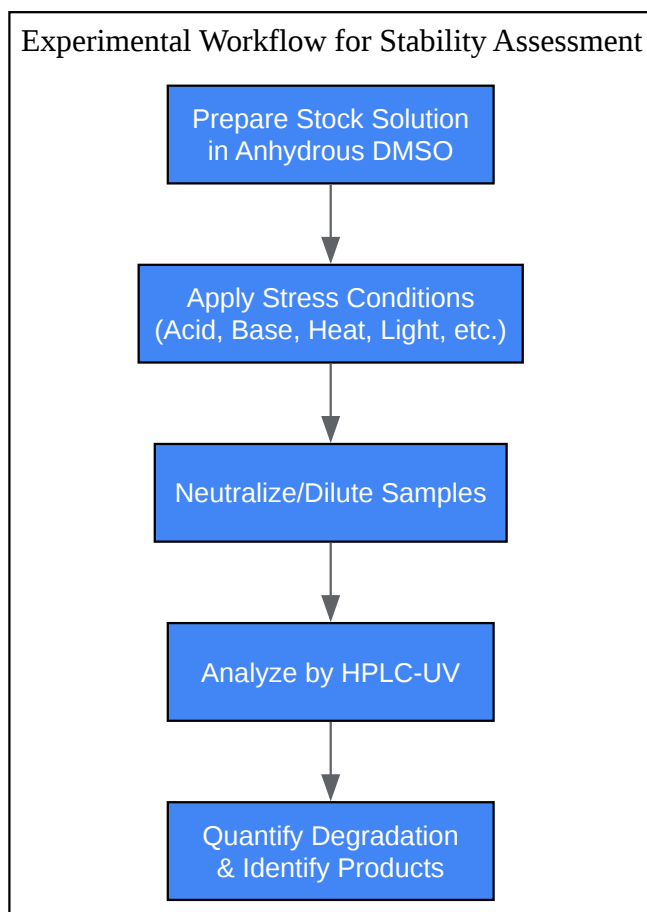 Experimental Workflow for Stability Assessment
Prepare Stock Solution
in Anhydrous DMSO
Apply Stress Conditions
(Acid, Base, Heat, Light, etc.)
Neutralize/Dilute Samples
Analyze by HPLC-UV
Quantify Degradation
& Identify Products